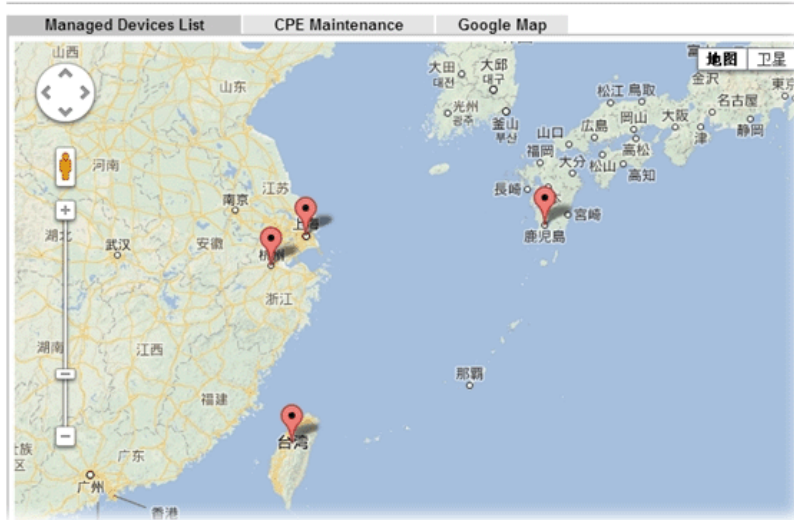 Managed Devices List
CPE Maintenance
Google Map
地图
卫星
山西
山东
河南
江苏
南京
上海
湖北
武汉
安徽
杭州
浙江
湖南
江西
福建
台湾
广东
广州
香港
大田
대전
大邱
대구
光州
광주
釜山
부산
松江
鳥取
金沢
東京
名古屋
静岡
岡山
大阪
津
広島
山口
高松
福岡
大分
松山
高知
長崎
宮崎
鹿児島
那覇
族
区